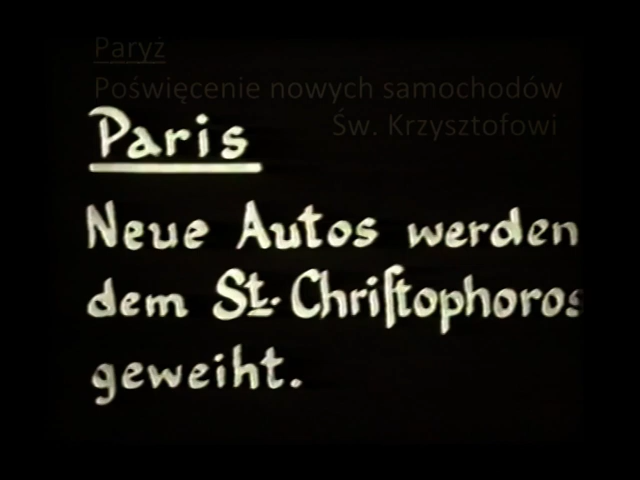 Paryż
Poświęcenie nowych samochodów
Św. Krzysztofowi
Paris
Neue Autos werden
dem St. Chriſtophoros
geweiht.